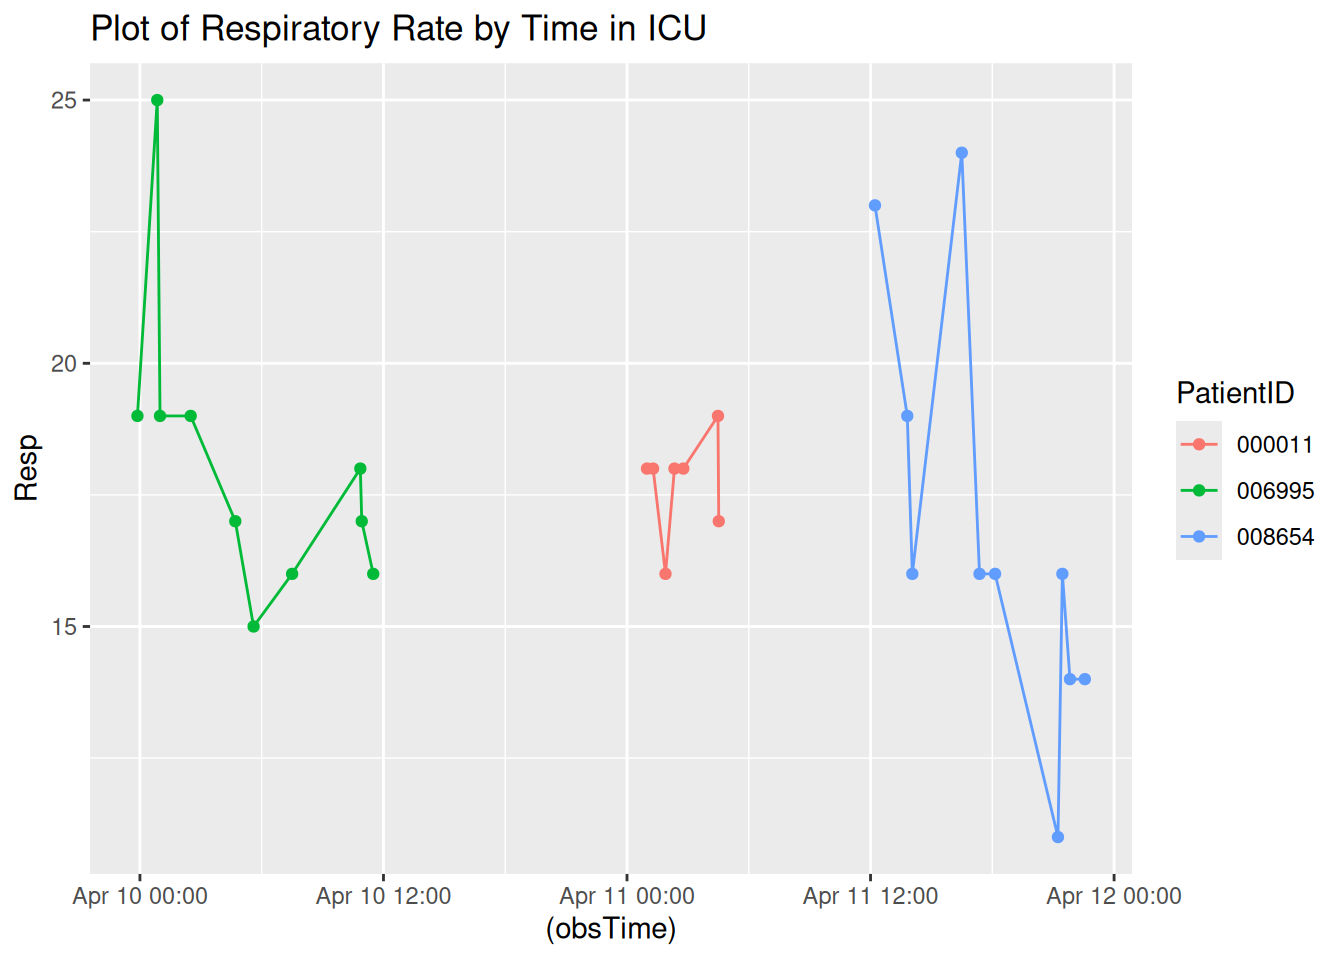 Plot of Respiratory Rate by Time in ICU
25
20
15
Resp
Apr 10 00:00
Apr 10 12:00
Apr 11 00:00
Apr 11 12:00
Apr 12 00:00
(obsTime)
PatientID
000011
006995
008654